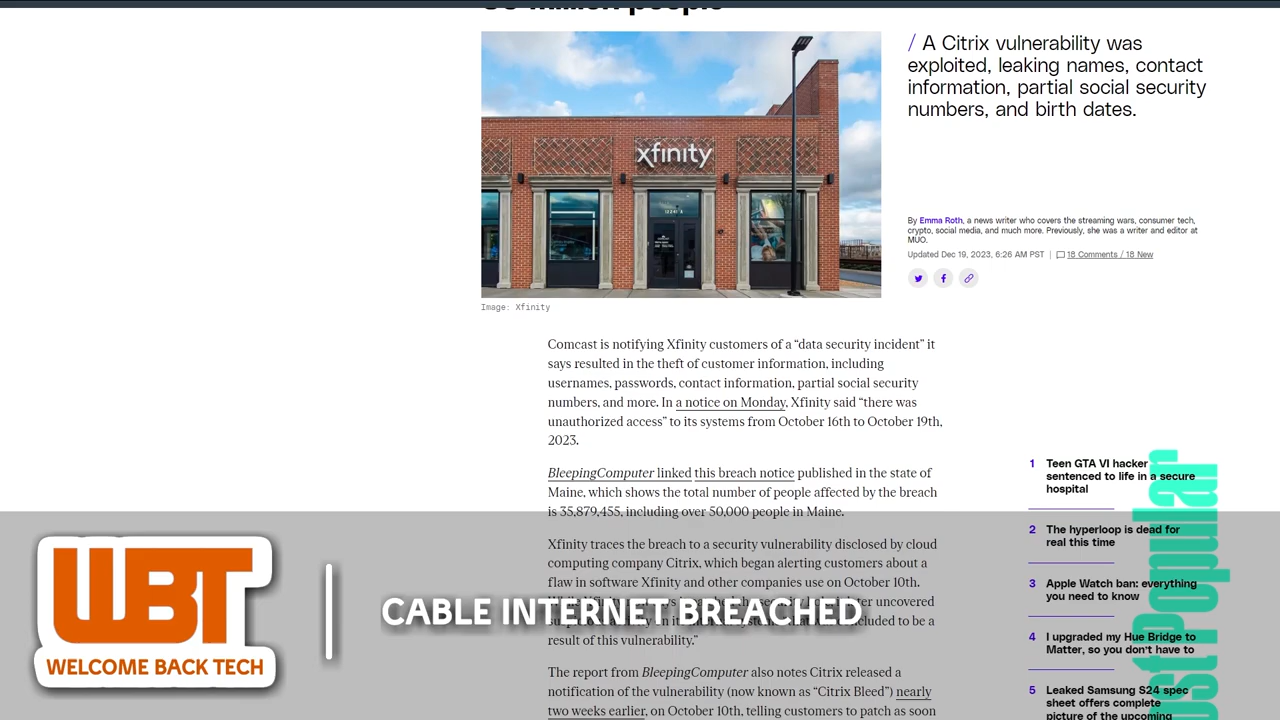 / A Citrix vulnerability was
exploited, leaking names, contact
information, partial social security
numbers, and birth dates.
xfinity
By Emma Roth, a news writer who covers the streaming wars, consumer tech,
crypto, social media, and much more. Previously, she was a writer and editor at
MUO.
Updated Dec 19, 2023, 6:26 AM PST | 18 Comments / 18 New
Image: Xfinity
Comcast is notifying Xfinity customers of a “data security incident” it
says resulted in the theft of customer information, including
usernames, passwords, contact information, partial social security
numbers, and more. In a notice on Monday, Xfinity said “there was
unauthorized access” to its systems from October 16th to October 19th,
2023.
BleepingComputer linked this breach notice published in the state of
Maine, which shows the total number of people affected by the breach
is 35,879,455, including over 50,000 people in Maine.
Xfinity traces the breach to a security vulnerability disclosed by cloud
computing company Citrix, which began alerting customers about a
flaw in software Xfinity and other companies use on October 10th.
uncovered
to be a
result of this vulnerability.”
The report from BleepingComputer also notes Citrix released a
notification of the vulnerability (now known as “Citrix Bleed”) nearly
two weeks earlier, on October 10th, telling customers to patch as soon
1 Teen GTA VI hacker
sentenced to life in a secure
hospital
2 The hyperloop is dead for
real this time
3 Apple Watch ban: everything
you need to know
4 I upgraded my Hue Bridge to
Matter, so you don’t have to
5 Leaked Samsung S24 spec
sheet offers complete
picture of the upcoming
WBT
WELCOME BACK TECH
CABLE INTERNET BREACHED